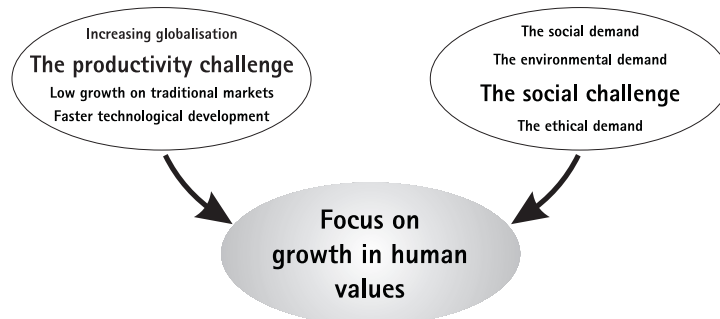 Increasing globalisation
The productivity challenge
Low growth on traditional markets
Faster technological development
The social demand
The environmental demand
The social challenge
The ethical demand
Focus on
growth in human
values